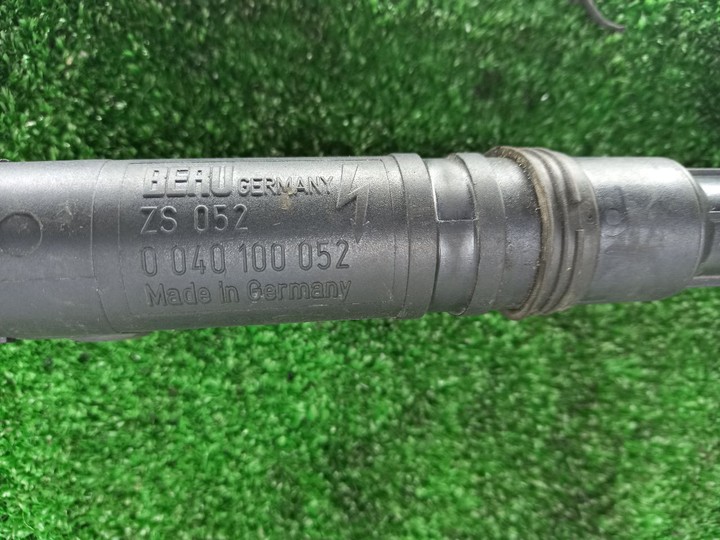 BERU GERMANY
ZS 052
0 040 100 052
Made in Germany